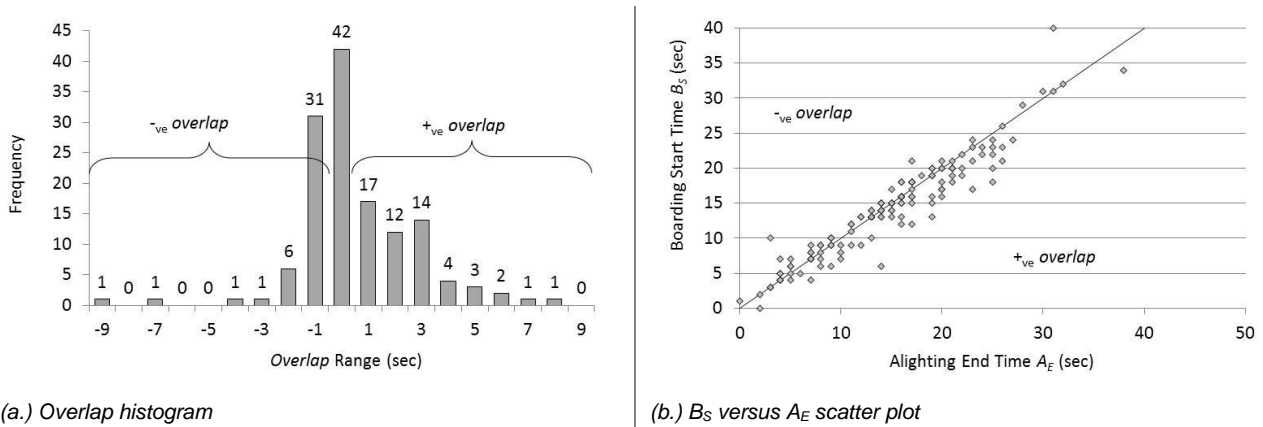 45
40
35
30
25
20
15
10
5
0
Frequency
-ve overlap
+ve overlap
1 0 1 0 0 1 1 6 31 42 17 12 14 4 3 2 1 1 0
-9 -7 -5 -3 -1 1 3 5 7 9
Overlap Range (sec)
(a.) Overlap histogram
40
35
30
25
20
15
10
5
0
Boarding Start Time BS (sec)
-ve overlap
+ve overlap
0 10 20 30 40 50
Alighting End Time AE (sec)
(b.) BS versus AE scatter plot